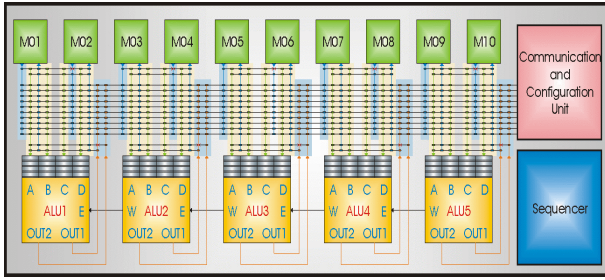 M01 M02 M03 M04 M05 M06 M07 M08 M09 M10
Communication
and
Configuration
Unit
A B C D A B C D A B C D A B C D A B C D
ALU1 E W ALU2 E W ALU3 E W ALU4 E W ALU5
OUT2 OUT1 OUT2 OUT1 OUT2 OUT1 OUT2 OUT1 OUT2 OUT1
Sequencer